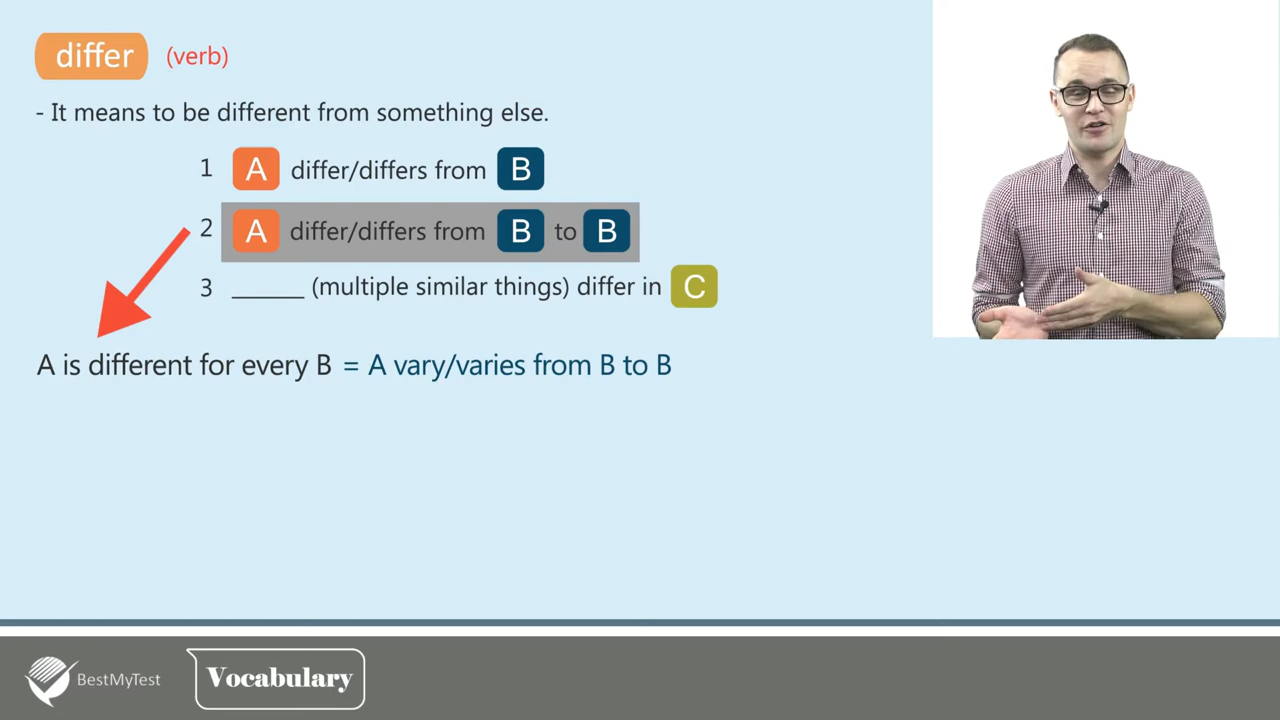 differ (verb)
- It means to be different from something else.
1 A differ/differs from B
2 A differ/differs from B to B
3 ______ (multiple similar things) differ in C
A is different for every B = A vary/varies from B to B
BestMyTest
Vocabulary